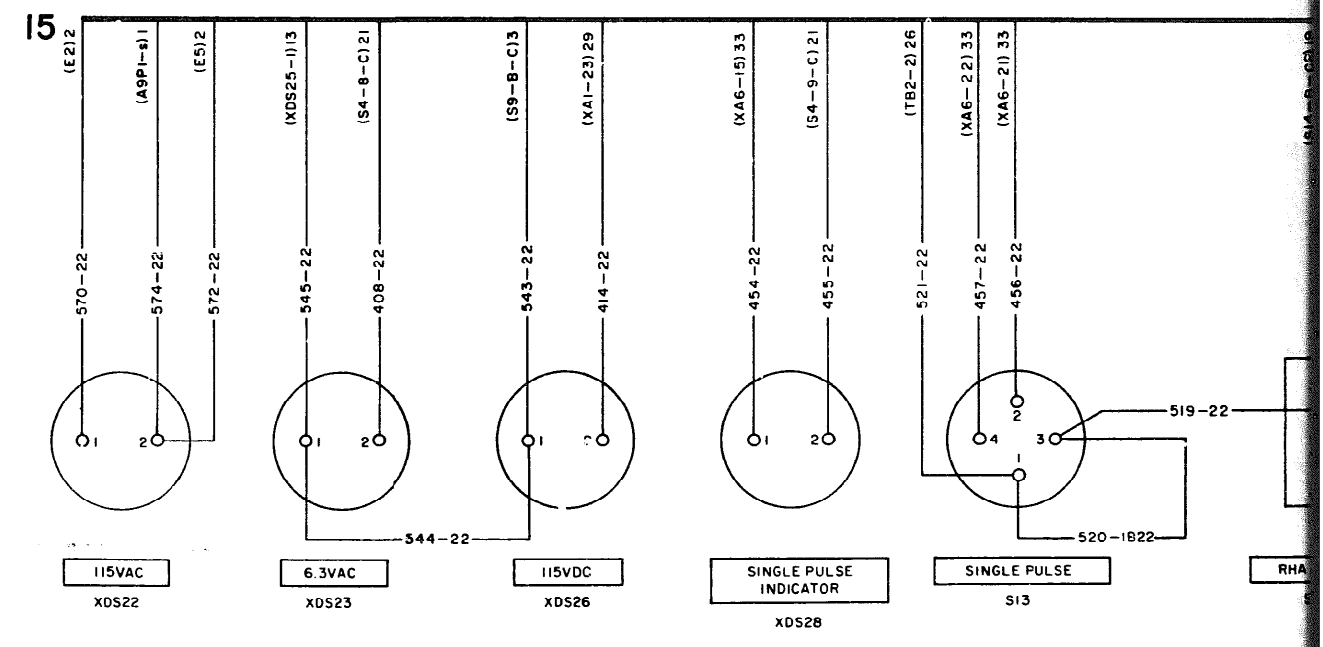 15
(E2)2
(A9P1-s)1
(E5)2
(XDS25-1)13
(S4-8-C)21
(S9-B-C)3
(XA1-23)29
(XA6-15)33
(S4-9-C)21
(TB2-2)26
(XA6-22)33
(XA6-21)33
570-22
574-22
572-22
545-22
408-22
543-22
414-22
454-22
455-22
521-22
457-22
456-22
2
519-22
1 2
1 2
1 2
1 2
4 3
1
544-22
520-1B22
115VAC
6.3VAC
115VDC
SINGLE PULSE
INDICATOR
SINGLE PULSE
RHA
XDS22
XDS23
XDS26
XDS28
S13